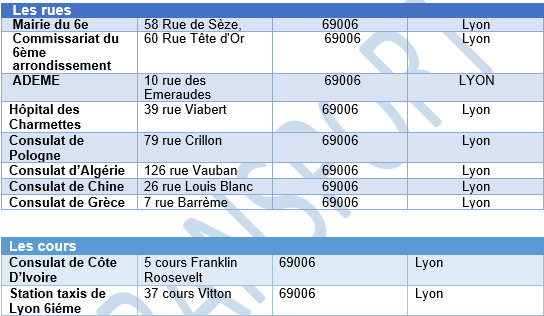 Les rues
Mairie du 6e 58 Rue de Sèze, 69006 Lyon
Commissariat du 60 Rue Tête d'Or 69006 Lyon
6ème
arrondissement
ADEME 10 rue des 69006 LYON
Emeraudes
Hôpital des 39 rue Viabert 69006 Lyon
Charmettes
Consulat de 79 rue Crillon 69006 Lyon
Pologne
Consulat d'Algérie 126 rue Vauban 69006 Lyon
Consulat de Chine 26 rue Louis Blanc 69006 Lyon
Consulat de Grèce 7 rue Barrème 69006 Lyon
Les cours
Consulat de Côte 5 cours Franklin 69006 Lyon
D'Ivoire Roosevelt
Station taxis de 37 cours Vitton 69006 Lyon
Lyon 6iéme